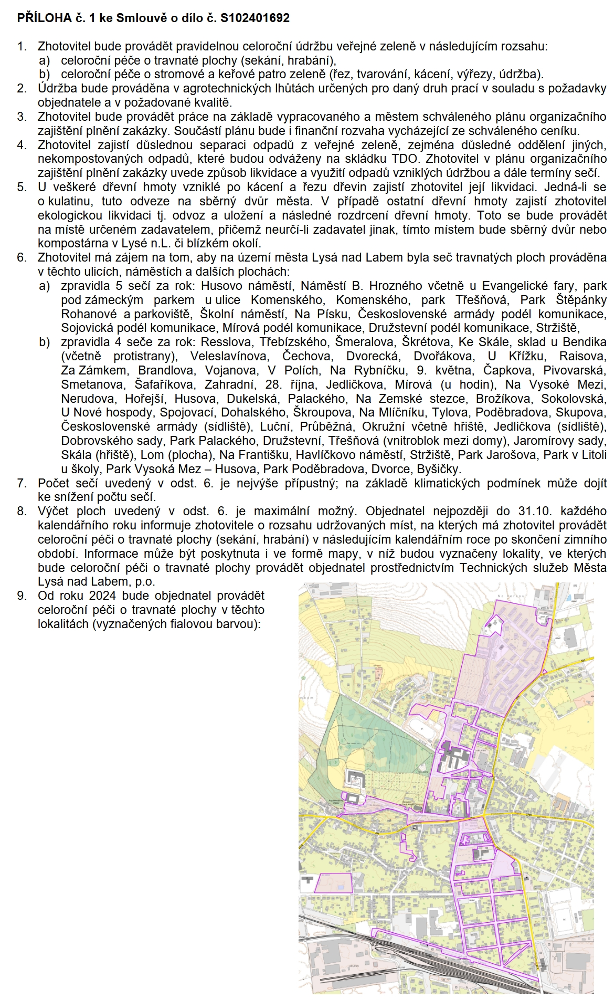 PŘÍLOHA č. 1 ke Smlouvě o dílo č. S102401692
1. Zhotovitel bude provádět pravidelnou celoroční údržbu veřejné zeleně v následujícím rozsahu:
a) celoroční péče o travnaté plochy (sekání, hrabání),
b) celoroční péče o stromové a keřové patro zeleně (řez, tvarování, kácení, výřezy, údržba).
2. Údržba bude prováděna v agrotechnických lhůtách určených pro daný druh prací v souladu s požadavky
objednatele a v požadované kvalitě.
3. Zhotovitel bude provádět práce na základě vypracovaného a městem schváleného plánu organizačního
zajištění plnění zakázky. Součástí plánu bude i finanční rozvaha vycházející ze schváleného ceníku.
4. Zhotovitel zajistí důslednou separaci odpadů z veřejné zeleně, zejména důsledné oddělení jiných,
nekompostovaných odpadů, které budou odváženy na skládku TDO. Zhotovitel v plánu organizačního
zajištění plnění zakázky uvede způsob likvidace a využití odpadů vzniklých údržbou a dále termíny sečí.
5. U veškeré dřevní hmoty vzniklé po kácení a řezu dřevin zajistí zhotovitel její likvidaci. Jedná-li se
o kulatinu, tuto odveze na sběrný dvůr města. V případě ostatní dřevní hmoty zajistí zhotovitel
ekologickou likvidaci tj. odvoz a uložení a následné rozdrcení dřevní hmoty. Toto se bude provádět
na místě určeném zadavatelem, přičemž neurčí-li zadavatel jinak, tímto místem bude sběrný dvůr nebo
kompostárna v Lysé n.L. či blízkém okolí.
6. Zhotovitel má zájem na tom, aby na území města Lysá nad Labem byla seč travnatých ploch prováděna
v těchto ulicích, náměstích a dalších plochách:
a) zpravidla 5 sečí za rok: Husovo náměstí, Náměstí B. Hrozného včetně u Evangelické fary, park
pod zámeckým parkem u ulice Komenského, Komenského, park Třešňová, Park Štěpánky
Rohanové a parkoviště, Školní náměstí, Na Písku, Československé armády podél komunikace,
Sojovická podél komunikace, Mírová podél komunikace, Družstevní podél komunikace, Stržiště,
b) zpravidla 4 seče za rok: Resslova, Třebízského, Šmeralova, Škrétova, Ke Skále, sklad u Bendika
(včetně protistrany), Veleslavínova, Čechova, Dvorecká, Dvořákova, U Křížku, Raisova,
Za Zámkem, Brandlova, Vojanova, V Polích, Na Rybníčku, 9. května, Čapkova, Pivovarská,
Smetanova, Šafaříkova, Zahradní, 28. října, Jedličkova, Mírová (u hodin), Na Vysoké Mezi,
Nerudova, Hořejší, Husova, Dukelská, Palackého, Na Zemské stezce, Brožíkova, Sokolovská,
U Nové hospody, Spojovací, Dohalského, Škroupova, Na Mlíčníku, Tylova, Poděbradova, Skupova,
Československé armády (sídliště), Luční, Průběžná, Okružní včetně hřiště, Jedličkova (sídliště),
Dobrovského sady, Park Palackého, Družstevní, Třešňová (vnitroblok mezi domy), Jaromírovy sady,
Skála (hřiště), Lom (plocha), Na Františku, Havlíčkovo náměstí, Stržiště, Park Jarošova, Park v Litoli
u školy, Park Vysoká Mez – Husova, Park Poděbradova, Dvorce, Byšičky.
7. Počet sečí uvedený v odst. 6. je nejvýše přípustný; na základě klimatických podmínek může dojít
ke snížení počtu sečí.
8. Výčet ploch uvedený v odst. 6. je maximální možný. Objednatel nejpozději do 31.10. každého
kalendářního roku informuje zhotovitele o rozsahu udržovaných míst, na kterých má zhotovitel provádět
celoroční péči o travnaté plochy (sekání, hrabání) v následujícím kalendářním roce po skončení zimního
období. Informace může být poskytnuta i ve formě mapy, v níž budou vyznačeny lokality, ve kterých
bude celoroční péči o travnaté plochy provádět objednatel prostřednictvím Technických služeb Města
Lysá nad Labem, p.o.
9. Od roku 2024 bude objednatel provádět
celoroční péči o travnaté plochy v těchto
lokalitách (vyznačených fialovou barvou):